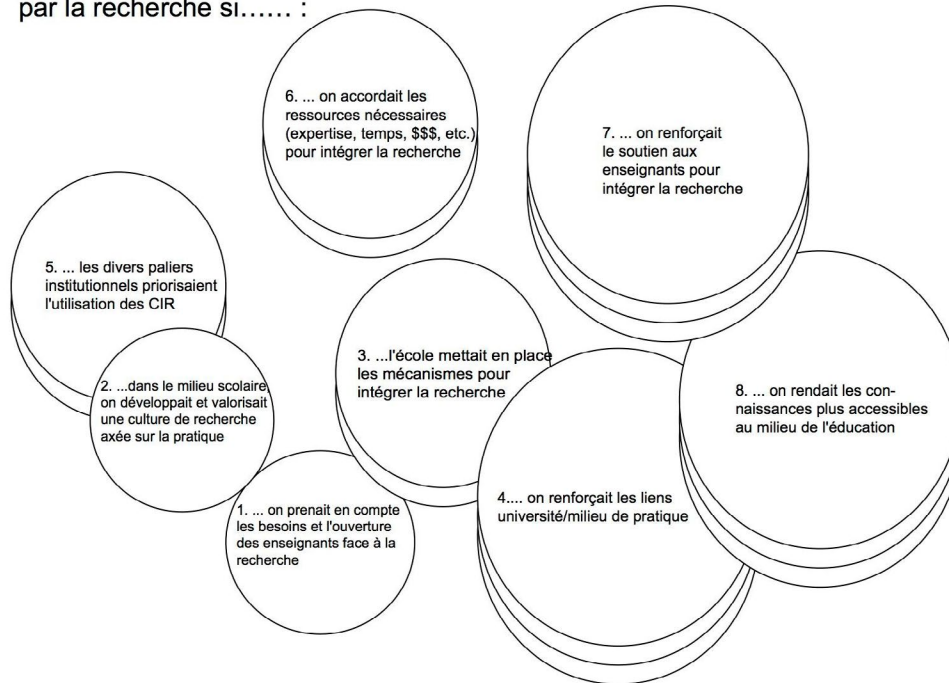 par la recherche si...... :
6. ... on accordait les
ressources nécessaires
(expertise, temps, $$$, etc.)
pour intégrer la recherche
7. ... on renforçait
le soutien aux
enseignants pour
intégrer la recherche
5. ... les divers paliers
institutionnels priorisaient
l'utilisation des CIR
3. ...l'école mettait en place
les mécanismes pour
intégrer la recherche
2. ...dans le milieu scolaire,
on développait et valorisait
une culture de recherche
axée sur la pratique
8. ... on rendait les con-
naissances plus accessibles
au milieu de l'éducation
4.... on renforçait les liens
université/milieu de pratique
1. ... on prenait en compte
les besoins et l'ouverture
des enseignants face à la
recherche